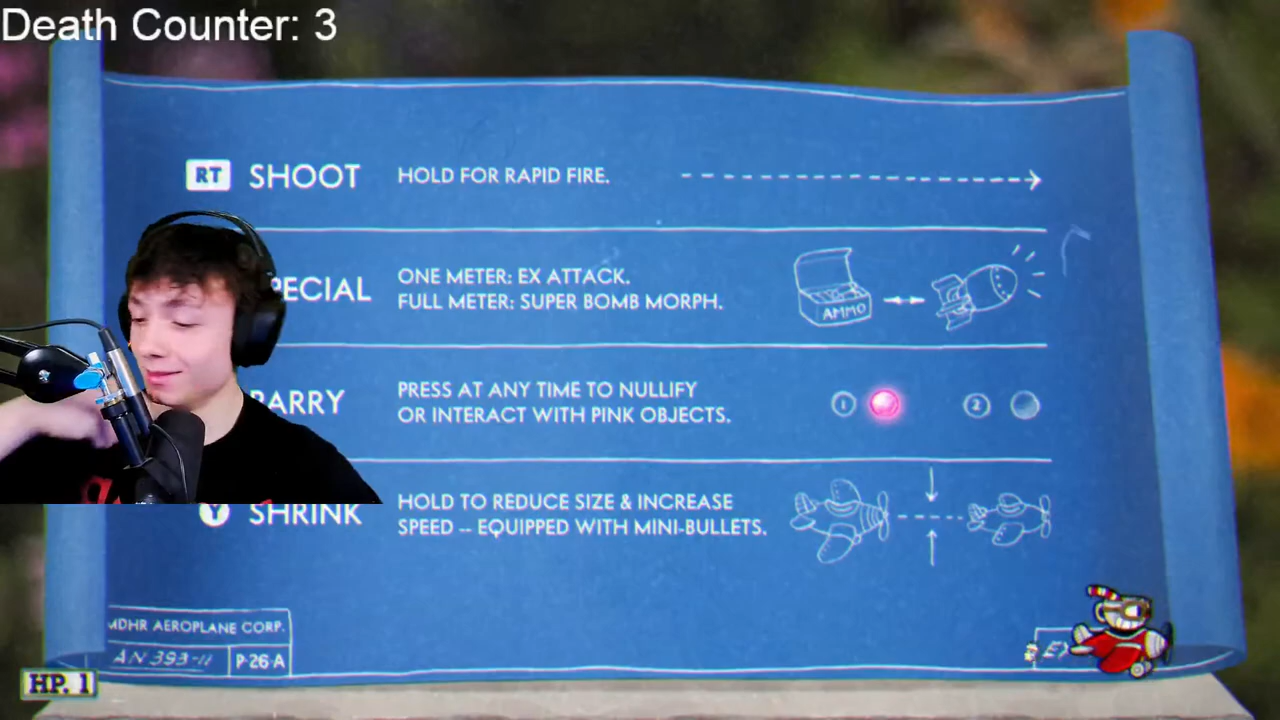 Death Counter: 3
RT SHOOT HOLD FOR RAPID FIRE.
PECIAL ONE METER: EX ATTACK.
FULL METER: SUPER BOMB MORPH.
AMMO
PARRY PRESS AT ANY TIME TO NULLIFY
OR INTERACT WITH PINK OBJECTS.
1 2
Y SHRINK HOLD TO REDUCE SIZE & INCREASE
SPEED -- EQUIPPED WITH MINI-BULLETS.
MDHR AEROPLANE CORP.
AN 393-11 P-26-A
EX
HP. 1